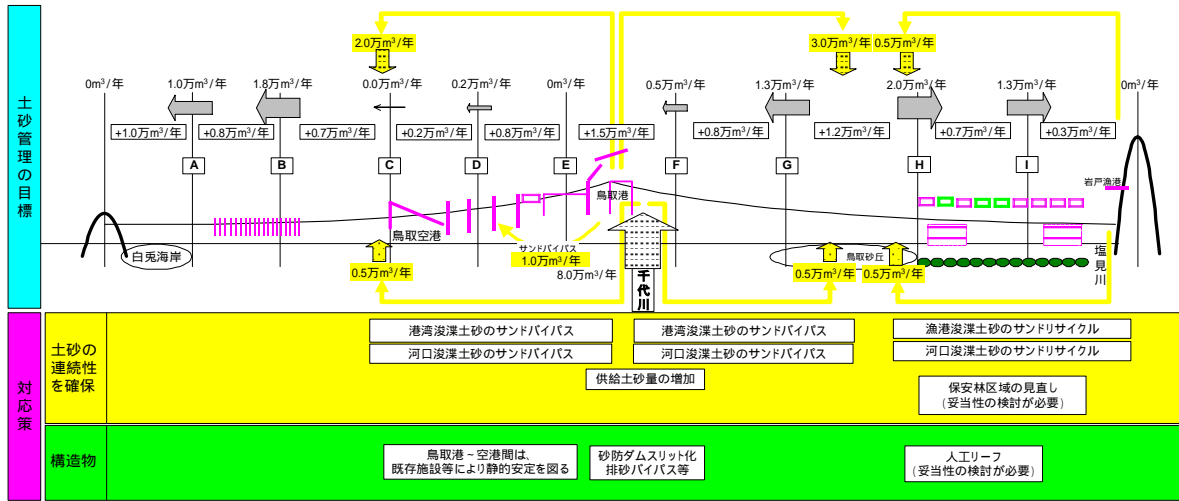 土砂管理の目標
2.0万m³/年
3.0万m³/年
0.5万m³/年
0m³/年
1.0万m³/年
1.8万m³/年
0.0万m³/年
0.2万m³/年
0m³/年
0.5万m³/年
1.3万m³/年
2.0万m³/年
1.3万m³/年
0m³/年
+1.0万m³/年
+0.8万m³/年
+0.7万m³/年
+0.2万m³/年
+0.8万m³/年
+1.5万m³/年
+0.8万m³/年
+1.2万m³/年
+0.7万m³/年
+0.3万m³/年
A
B
C
D
E
F
G
H
I
岩戸漁港
鳥取港
鳥取空港
白兎海岸
サンドバイパス
1.0万m³/年
0.5万m³/年
8.0万m³/年
千代川
鳥取砂丘
0.5万m³/年
0.5万m³/年
塩見川
対応策
土砂の
連続性
を確保
港湾浚渫土砂のサンドバイパス
港湾浚渫土砂のサンドバイパス
漁港浚渫土砂のサンドリサイクル
河口浚渫土砂のサンドバイパス
河口浚渫土砂のサンドバイパス
河口浚渫土砂のサンドリサイクル
供給土砂量の増加
保安林区域の見直し
(妥当性の検討が必要)
構造物
鳥取港~空港間は、
既存施設等により静的安定を図る
砂防ダムスリット化
排砂バイパス等
人工リーフ
(妥当性の検討が必要)